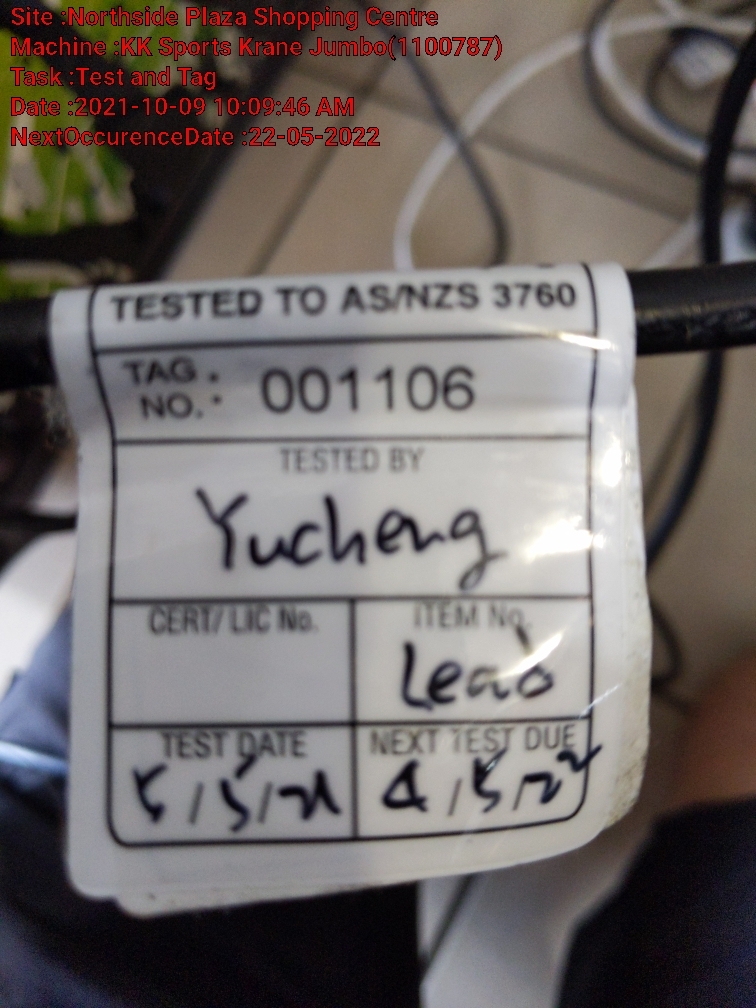 Site :Northside Plaza Shopping Centre
Machine :KK Sports Krane Jumbo(1100787)
Task :Test and Tag
Date :2021-10-09 10:09:46 AM
NextOccurenceDate :22-05-2022
TESTED TO AS/NZS 3760
TAG NO. : 001106
TESTED BY
Yucheng
CERT/ LIC No. ITEM No.
Lead
TEST DATE NEXT TEST DUE
5/5/21 4/5/22